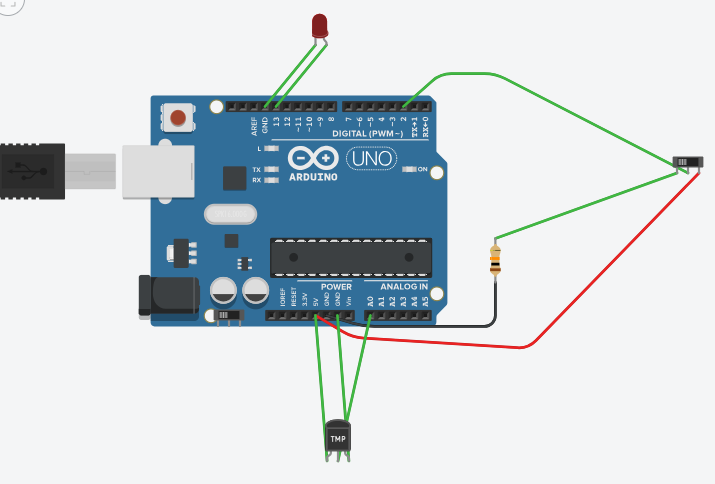 AREF
GND
13
12
~11
~10
~9
8
7
~6
~5
4
~3
2
TX→1
RX←0
DIGITAL (PWM~)
L
TX
RX
UNO
ARDUINO
ON
POWER
ANALOG IN
IOREF
RESET
3.3V
5V
GND
GND
Vin
A0
A1
A2
A3
A4
A5
TMP